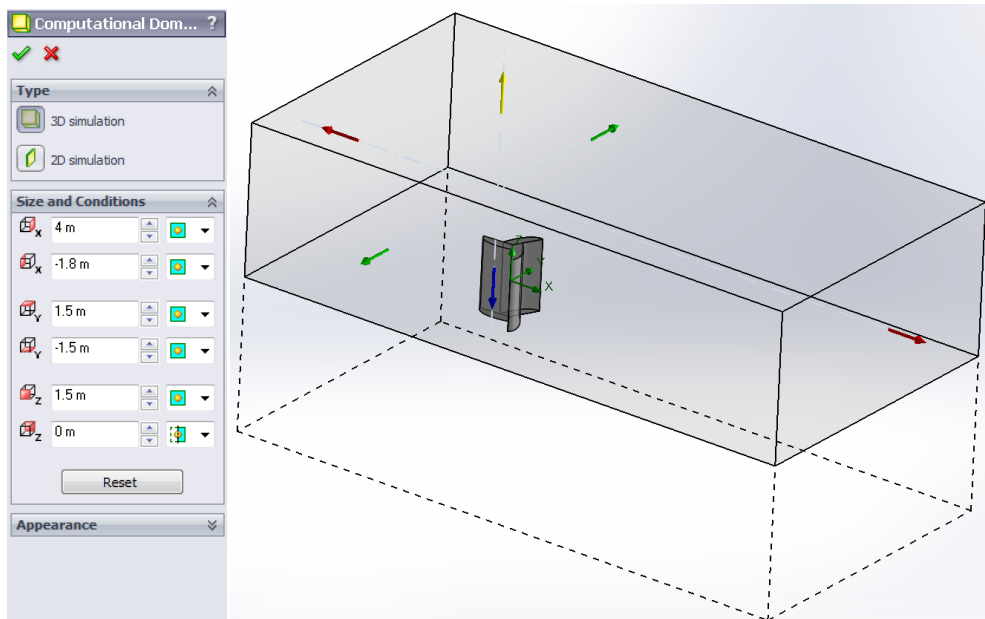 Computational Dom... ?
Type
3D simulation
2D simulation
Size and Conditions
X 4 m
X -1.8 m
Y 1.5 m
Y -1.5 m
Z 1.5 m
Z 0 m
Reset
Appearance
Z
Y
X